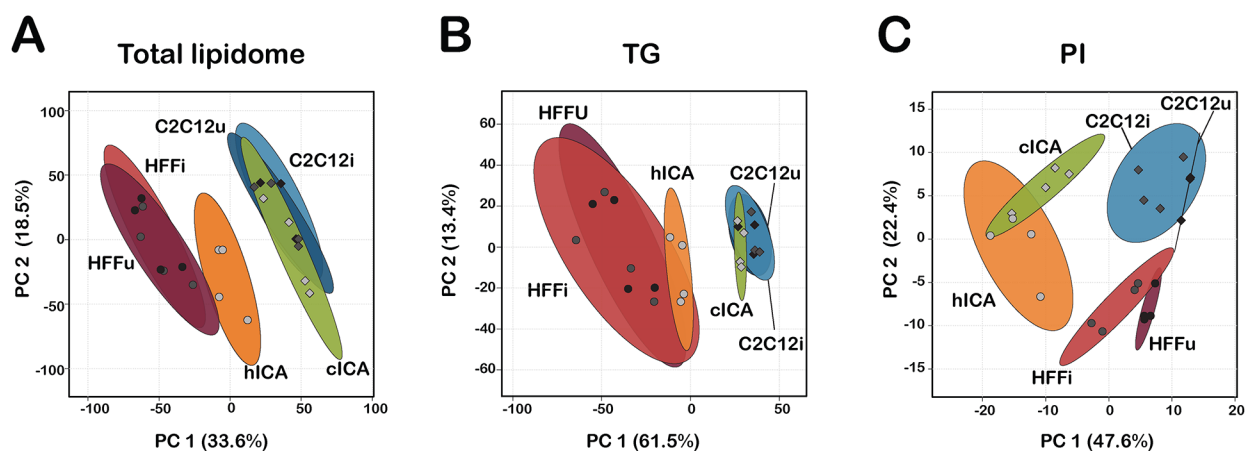 A
Total lipidome
100
50
0
-50
-100
-100
-50
0
50
100
PC 2 (18.5%)
PC 1 (33.6%)
C2C12u
HFFi
C2C12i
HFFu
hICA
cICA
B
TG
60
40
20
0
-20
-40
-60
-100
-50
0
50
PC 2 (13.4%)
PC 1 (61.5%)
HFFU
hICA
C2C12u
HFFi
cICA
C2C12i
C
PI
15
10
5
0
-5
-10
-15
-20
-10
0
10
20
PC 2 (22.4%)
PC 1 (47.6%)
C2C12u
C2C12i
cICA
hICA
HFFu
HFFi